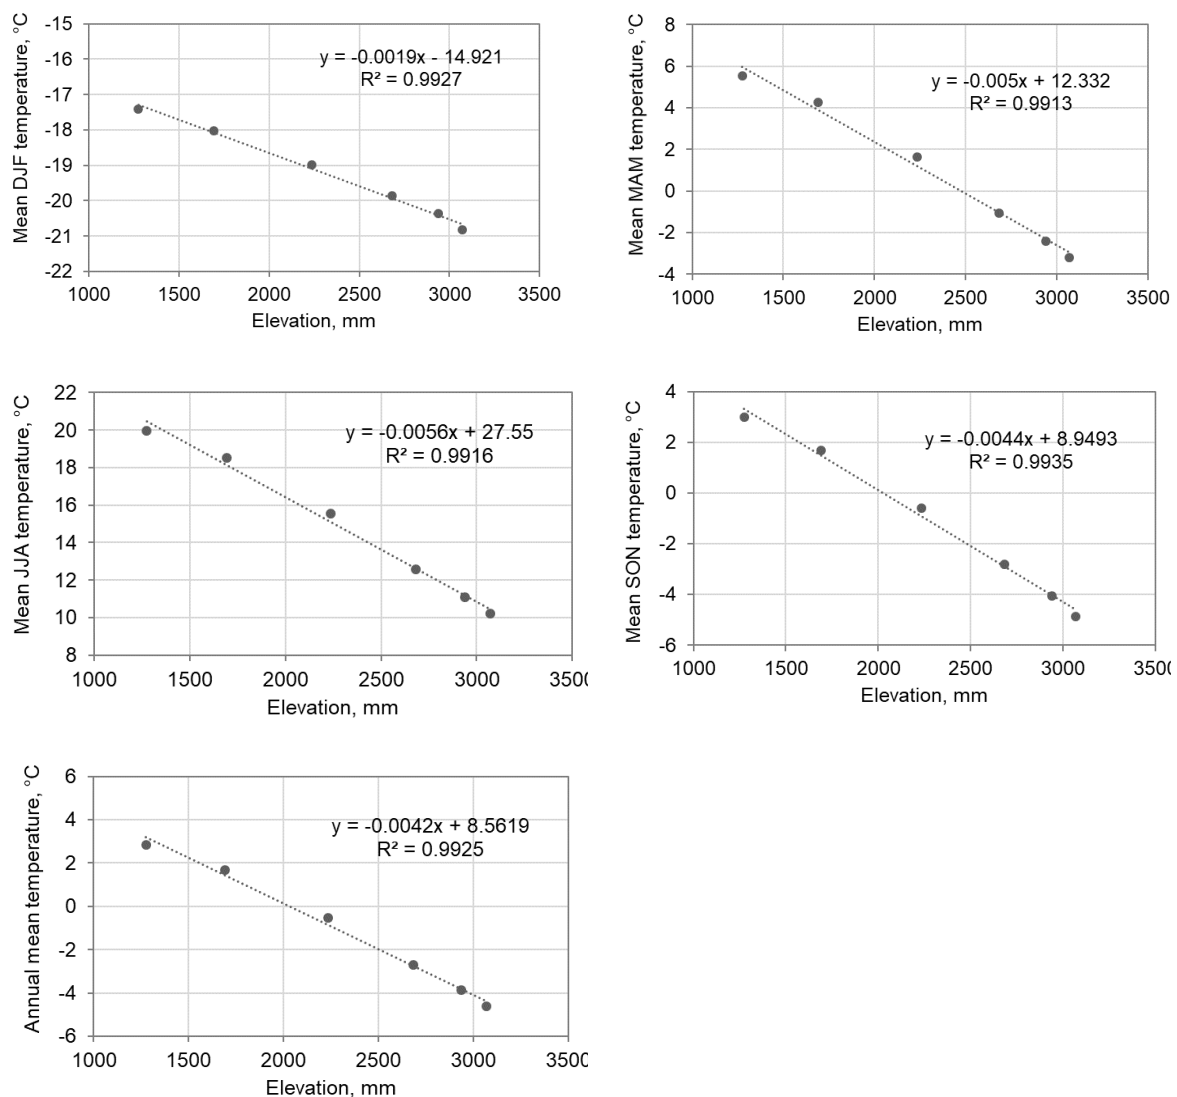 Mean DJF temperature, °C
-15
-16
-17
-18
-19
-20
-21
-22
y = -0.0019x - 14.921
R² = 0.9927
1000 1500 2000 2500 3000 3500
Elevation, mm
Mean MAM temperature, °C
8
6
4
2
0
-2
-4
y = -0.005x + 12.332
R² = 0.9913
1000 1500 2000 2500 3000 3500
Elevation, mm
Mean JJA temperature, °C
22
20
18
16
14
12
10
8
y = -0.0056x + 27.55
R² = 0.9916
1000 1500 2000 2500 3000 350(
Elevation, mm
Mean SON temperature, °C
4
2
0
-2
-4
-6
y = -0.0044x + 8.9493
R² = 0.9935
1000 1500 2000 2500 3000 350(
Elevation, mm
Annual mean temperature, °C
6
4
2
0
-2
-4
-6
y = -0.0042x + 8.5619
R² = 0.9925
1000 1500 2000 2500 3000 3500
Elevation, mm